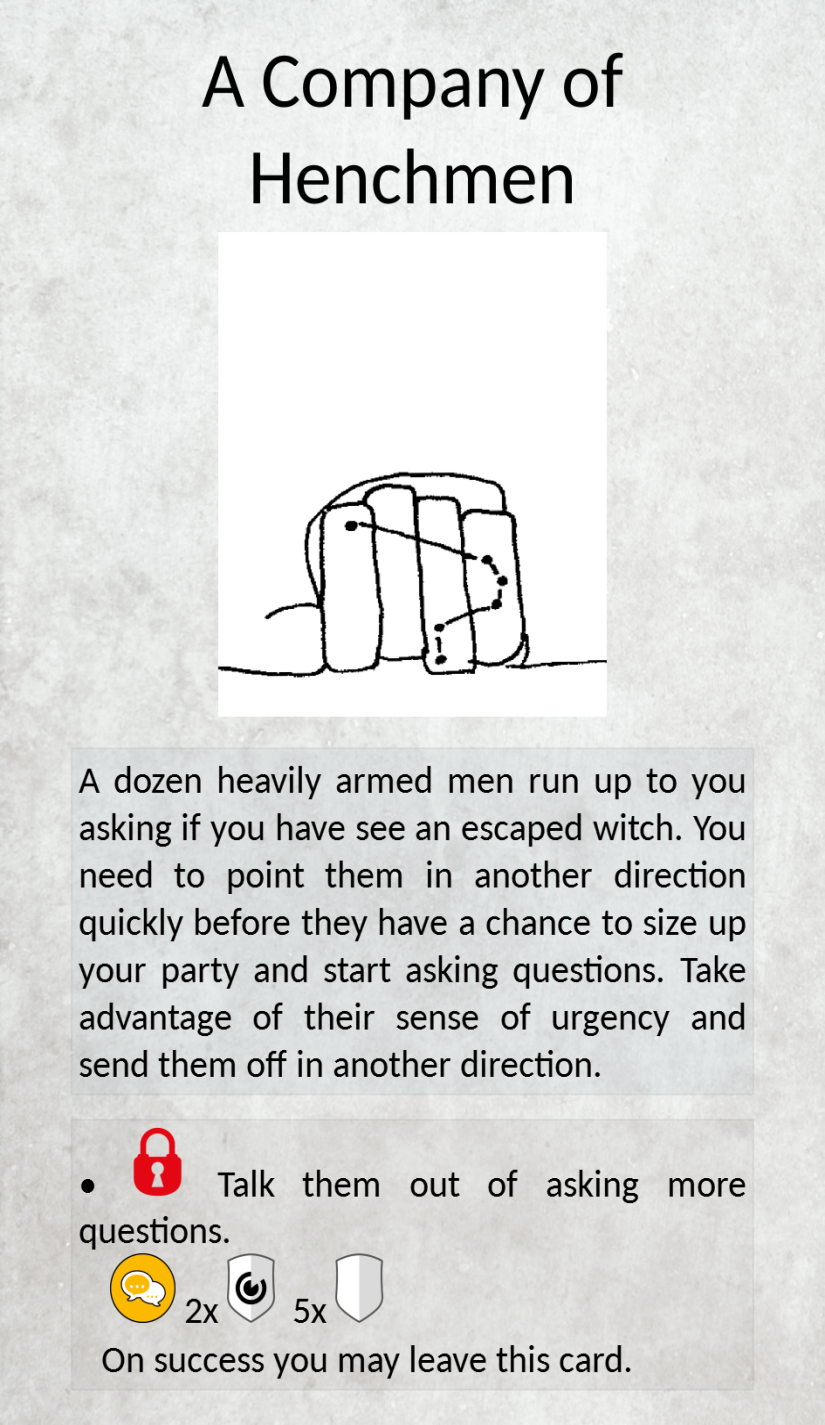 A Company of
Henchmen
A dozen heavily armed men run up to you
asking if you have see an escaped witch. You
need to point them in another direction
quickly before they have a chance to size up
your party and start asking questions. Take
advantage of their sense of urgency and
send them off in another direction.
• Talk them out of asking more
questions.
2x 5x
On success you may leave this card.